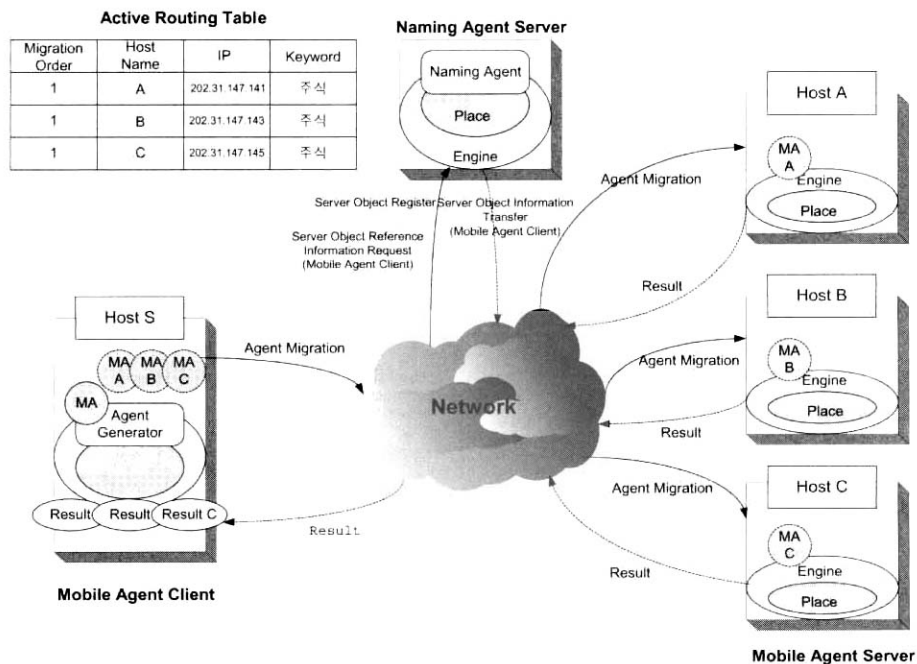 Active Routing Table
Migration Order Host Name IP Keyword
1 A 202.31.147.141 주식
1 B 202.31.147.143 주식
1 C 202.31.147.145 주식
Naming Agent Server
Naming Agent
Place
Engine
Server Object Register
Server Object Information
Transfer
(Mobile Agent Client)
Server Object Reference
Information Request
(Mobile Agent Client)
Host S
MA
A
MA
B
MA
C
MA
Agent
Generator
Result
Result
Result C
Mobile Agent Client
Agent Migration
Result
Network
Agent Migration
Result
Host A
MA
A
Engine
Place
Agent Migration
Result
Host B
MA
B
Engine
Place
Agent Migration
Result
Host C
MA
C
Engine
Place
Mobile Agent Server